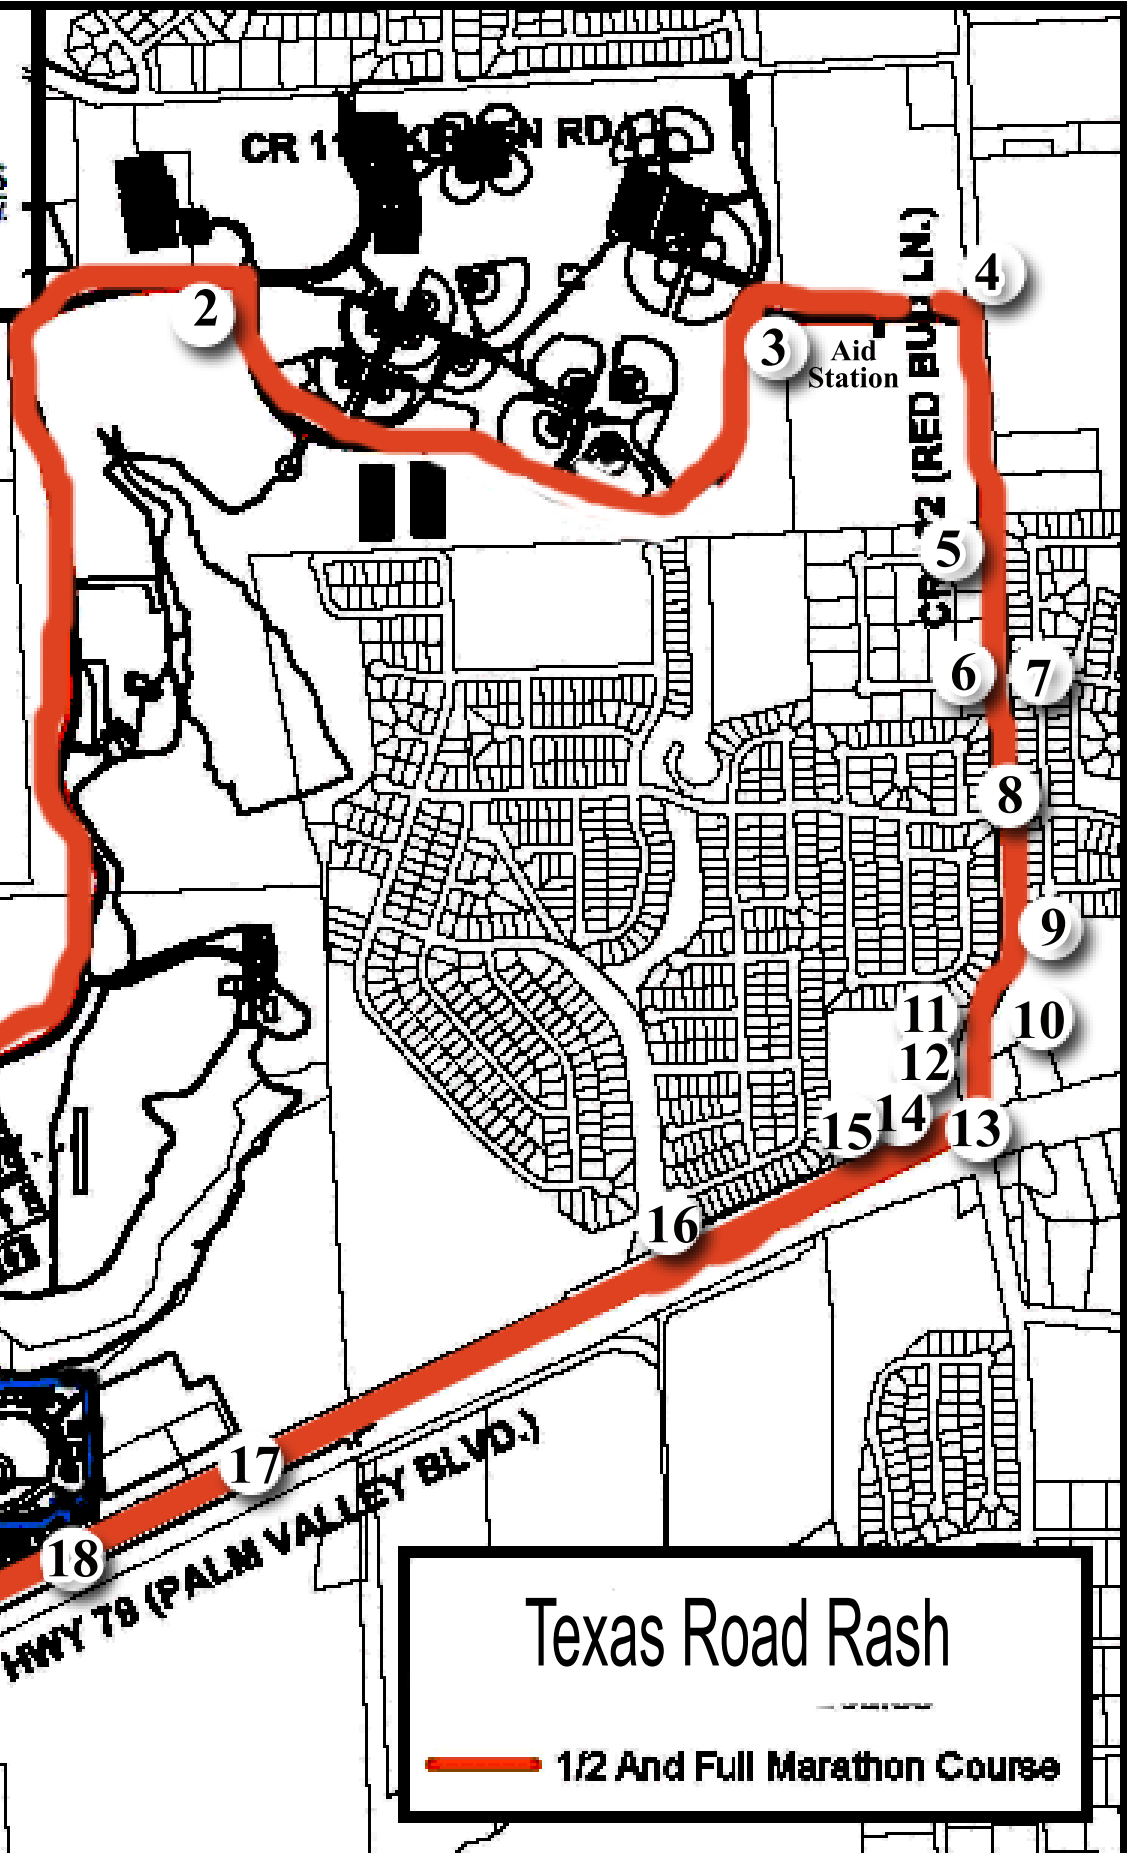 CR 11
EN RD.
2
3
4
Aid
Station
(RED BUD LN.)
5
6
7
8
9
10
11
12
13
14
15
16
17
18
HWY 79 (PALM VALLEY BLVD.)
Texas Road Rash
1/2 And Full Marathon Course